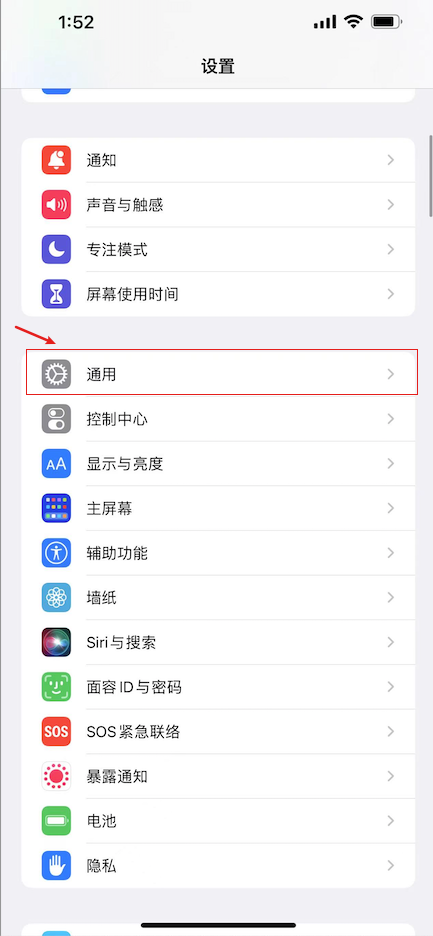 1:52
设置
通知
声音与触感
专注模式
屏幕使用时间
通用
控制中心
AA 显示与亮度
主屏幕
辅助功能
墙纸
Siri与搜索
面容ID与密码
SOS SOS紧急联络
暴露通知
电池
隐私